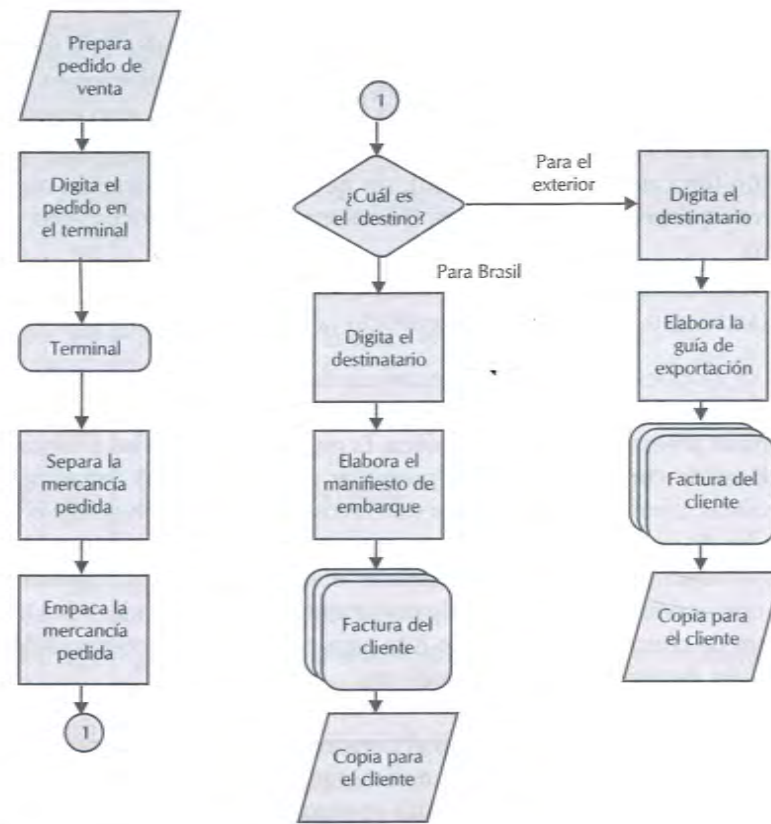 Prepara
pedido de
venta
Digita el
pedido en
el terminal
Terminal
Separa la
mercancía
pedida
Empaca la
mercancía
pedida
1
1
¿Cuál es
el destino?
Para el
exterior
Para Brasil
Digita el
destinatario
Elabora el
manifiesto de
embarque
Factura del
cliente
Copia para
el cliente
Digita el
destinatario
Elabora la
guía de
exportación
Factura del
cliente
Copia para
el cliente